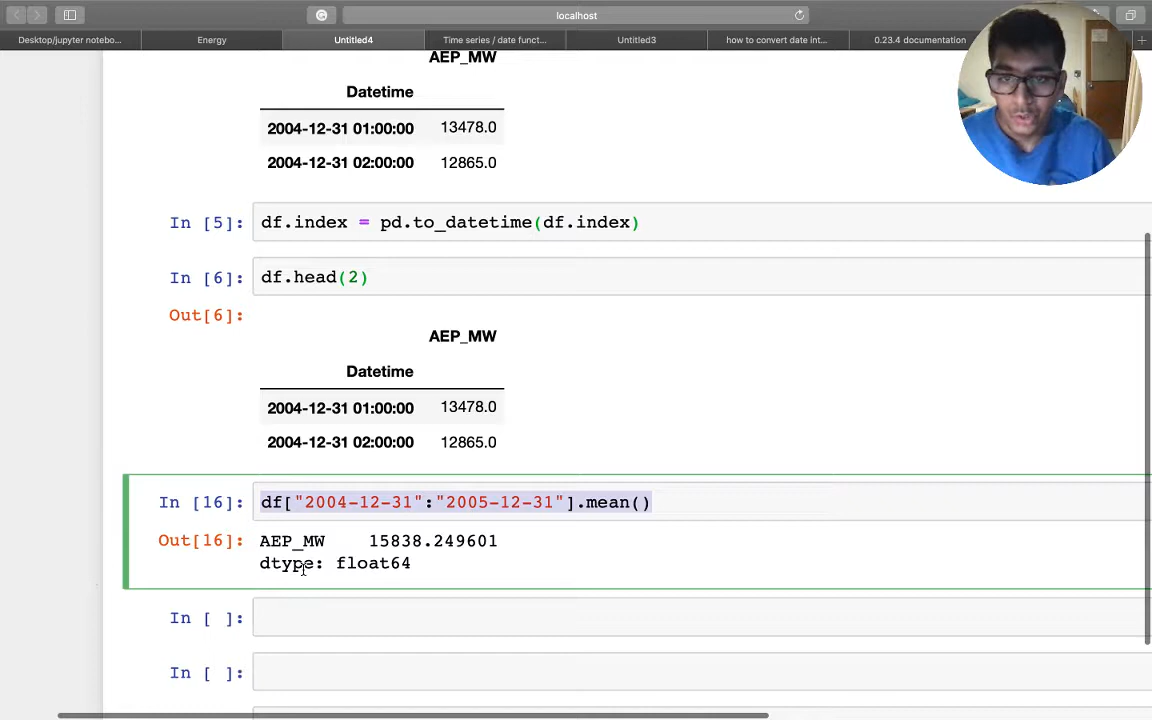 localhost
Desktop/jupyter notebo...
Energy
Untitled4
Time series / date funct...
Untitled3
how to convert date int...
0.23.4 documentation
AEP_MW
Datetime
2004-12-31 01:00:00 13478.0
2004-12-31 02:00:00 12865.0
In [5]: df.index = pd.to_datetime(df.index)
In [6]: df.head(2)
Out[6]:
AEP_MW
Datetime
2004-12-31 01:00:00 13478.0
2004-12-31 02:00:00 12865.0
In [16]: df["2004-12-31":"2005-12-31"].mean()
Out[16]: AEP_MW 15838.249601
dtype: float64
In [ ]:
In [ ]: